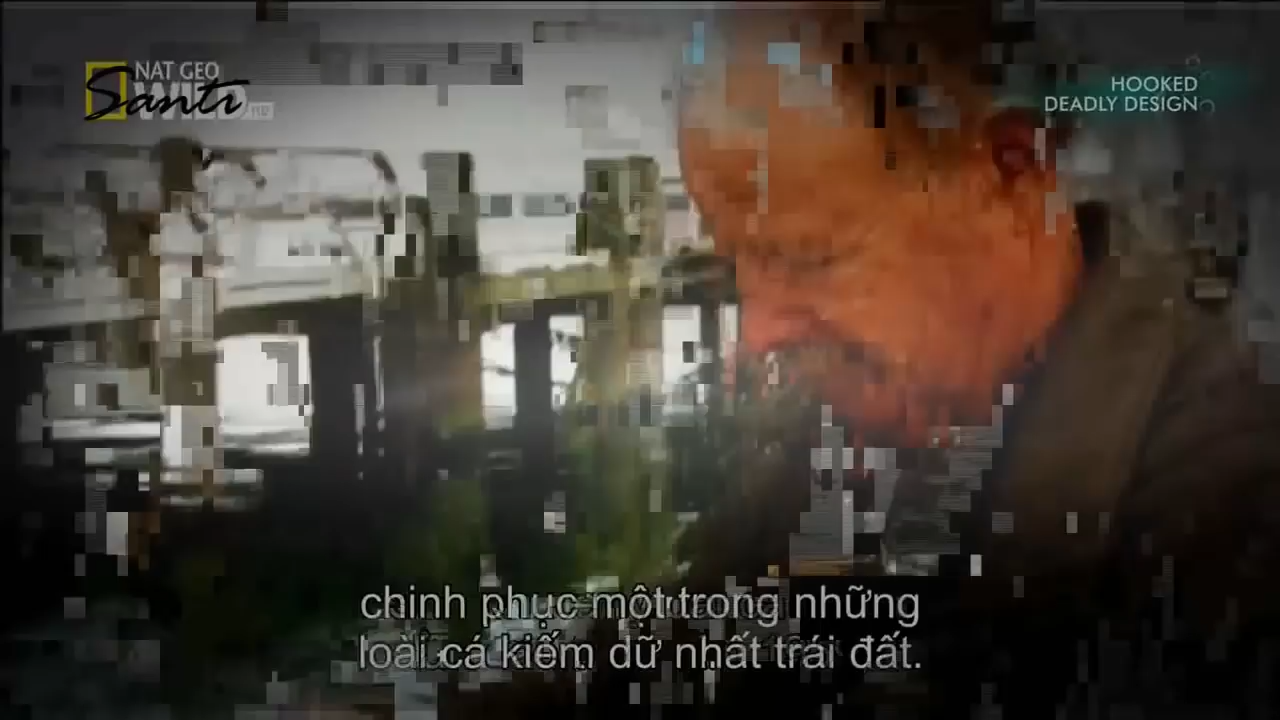 NAT GEO
WILD HD
Santi
HOOKED
DEADLY DESIGN
chinh phục một trong những
loài cá kiếm dữ nhất trái đất.